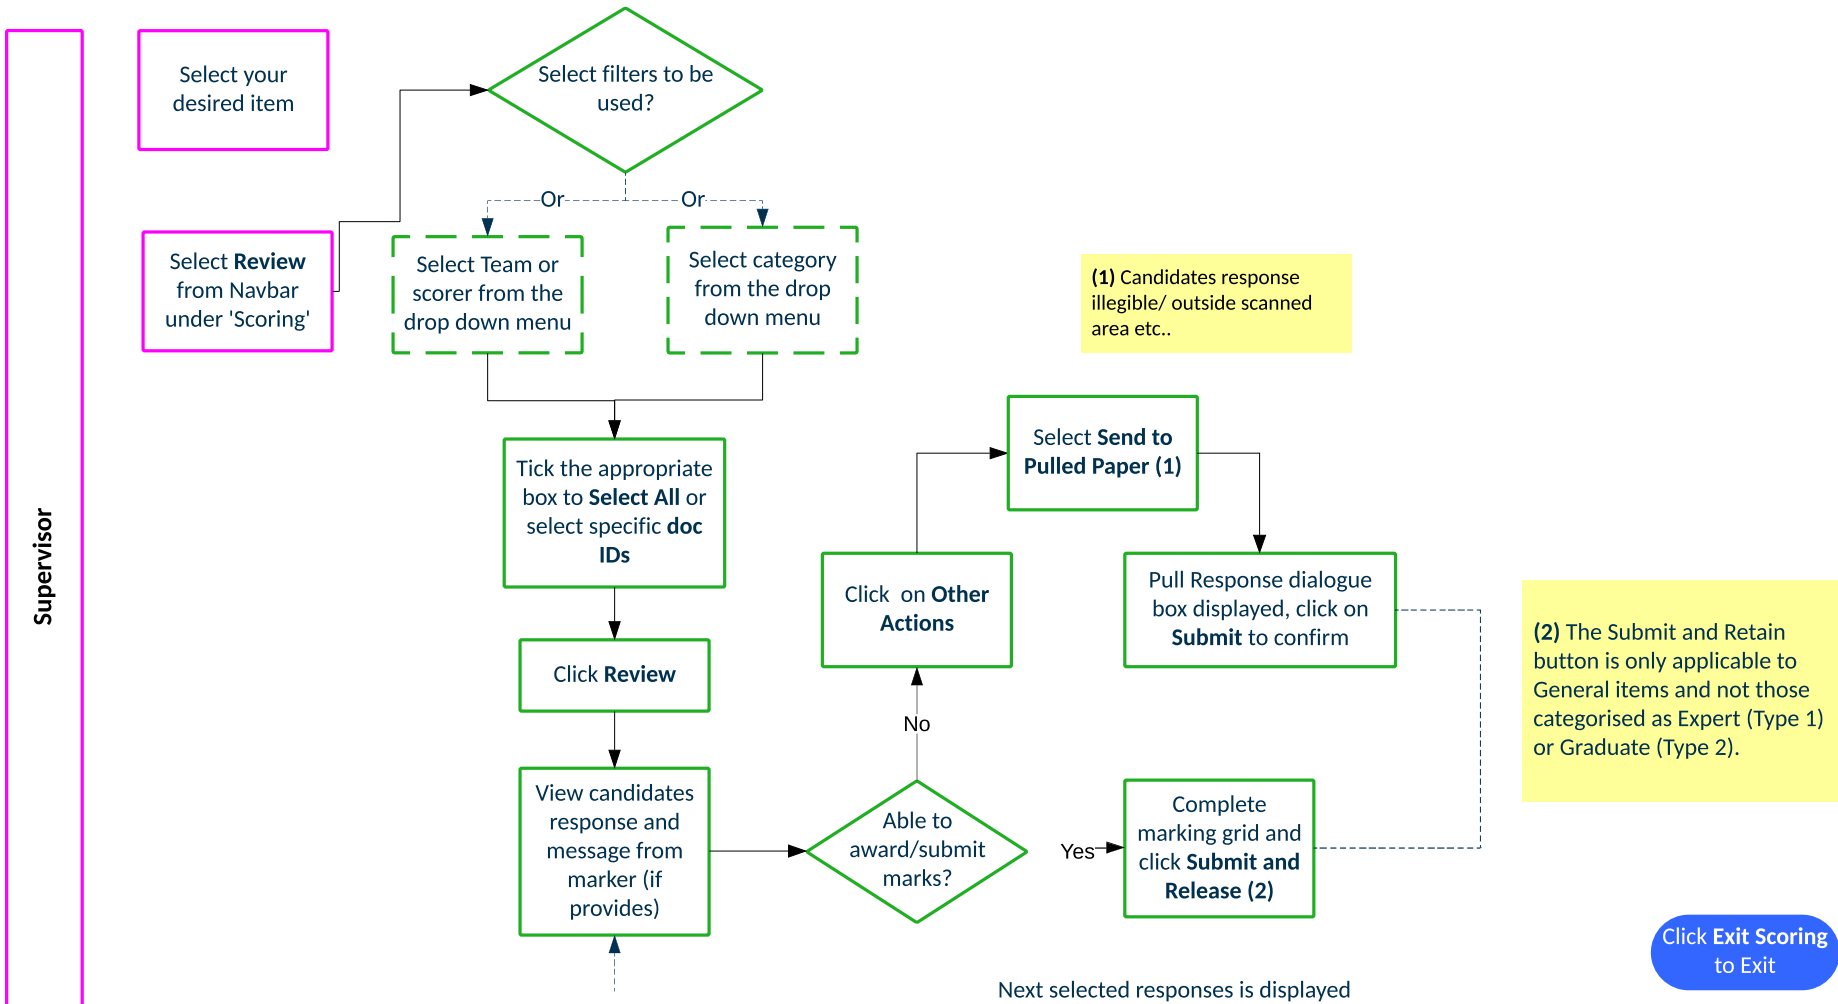 Supervisor
Select your
desired item
Select filters to be
used?
Or
Or
Select Review
from Navbar
under 'Scoring'
Select Team or
scorer from the
drop down menu
Select category
from the drop
down menu
(1) Candidates response
illegible/ outside scanned
area etc..
Tick the appropriate
box to Select All or
select specific doc
IDs
Select Send to
Pulled Paper (1)
Click  on Other
Actions
Pull Response dialogue
box displayed, click on
Submit to confirm
(2) The Submit and Retain
button is only applicable to
General items and not those
categorised as Expert (Type 1)
or Graduate (Type 2).
Click Review
No
View candidates
response and
message from
marker (if
provides)
Able to
award/submit
marks?
Yes
Complete
marking grid and
click Submit and
Release (2)
Click Exit Scoring
to Exit
Next selected responses is displayed